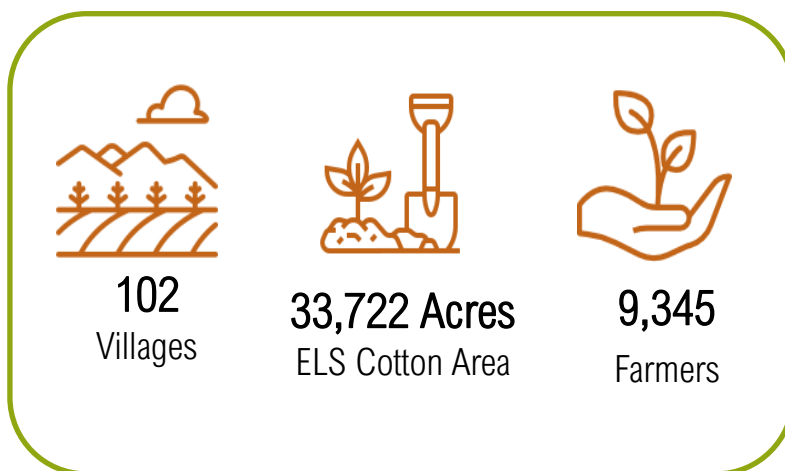 102
Villages
33,722 Acres
ELS Cotton Area
9,345
Farmers